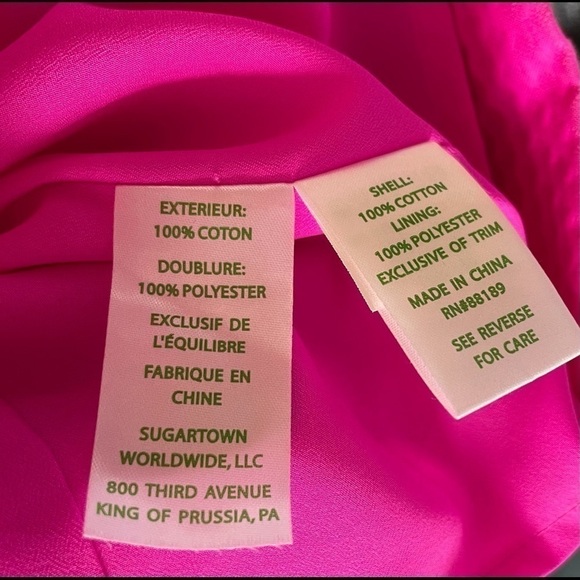 EXTERIEUR:
100% COTON
DOUBLURE:
100% POLYESTER
EXCLUSIF DE
L'ÉQUILIBRE
FABRIQUE EN
CHINE
SUGARTOWN
WORLDWIDE, LLC
800 THIRD AVENUE
KING OF PRUSSIA, PA
SHELL:
100% COTTON
LINING:
100% POLYESTER
EXCLUSIVE OF TRIM
MADE IN CHINA
RN#88189
SEE REVERSE
FOR CARE